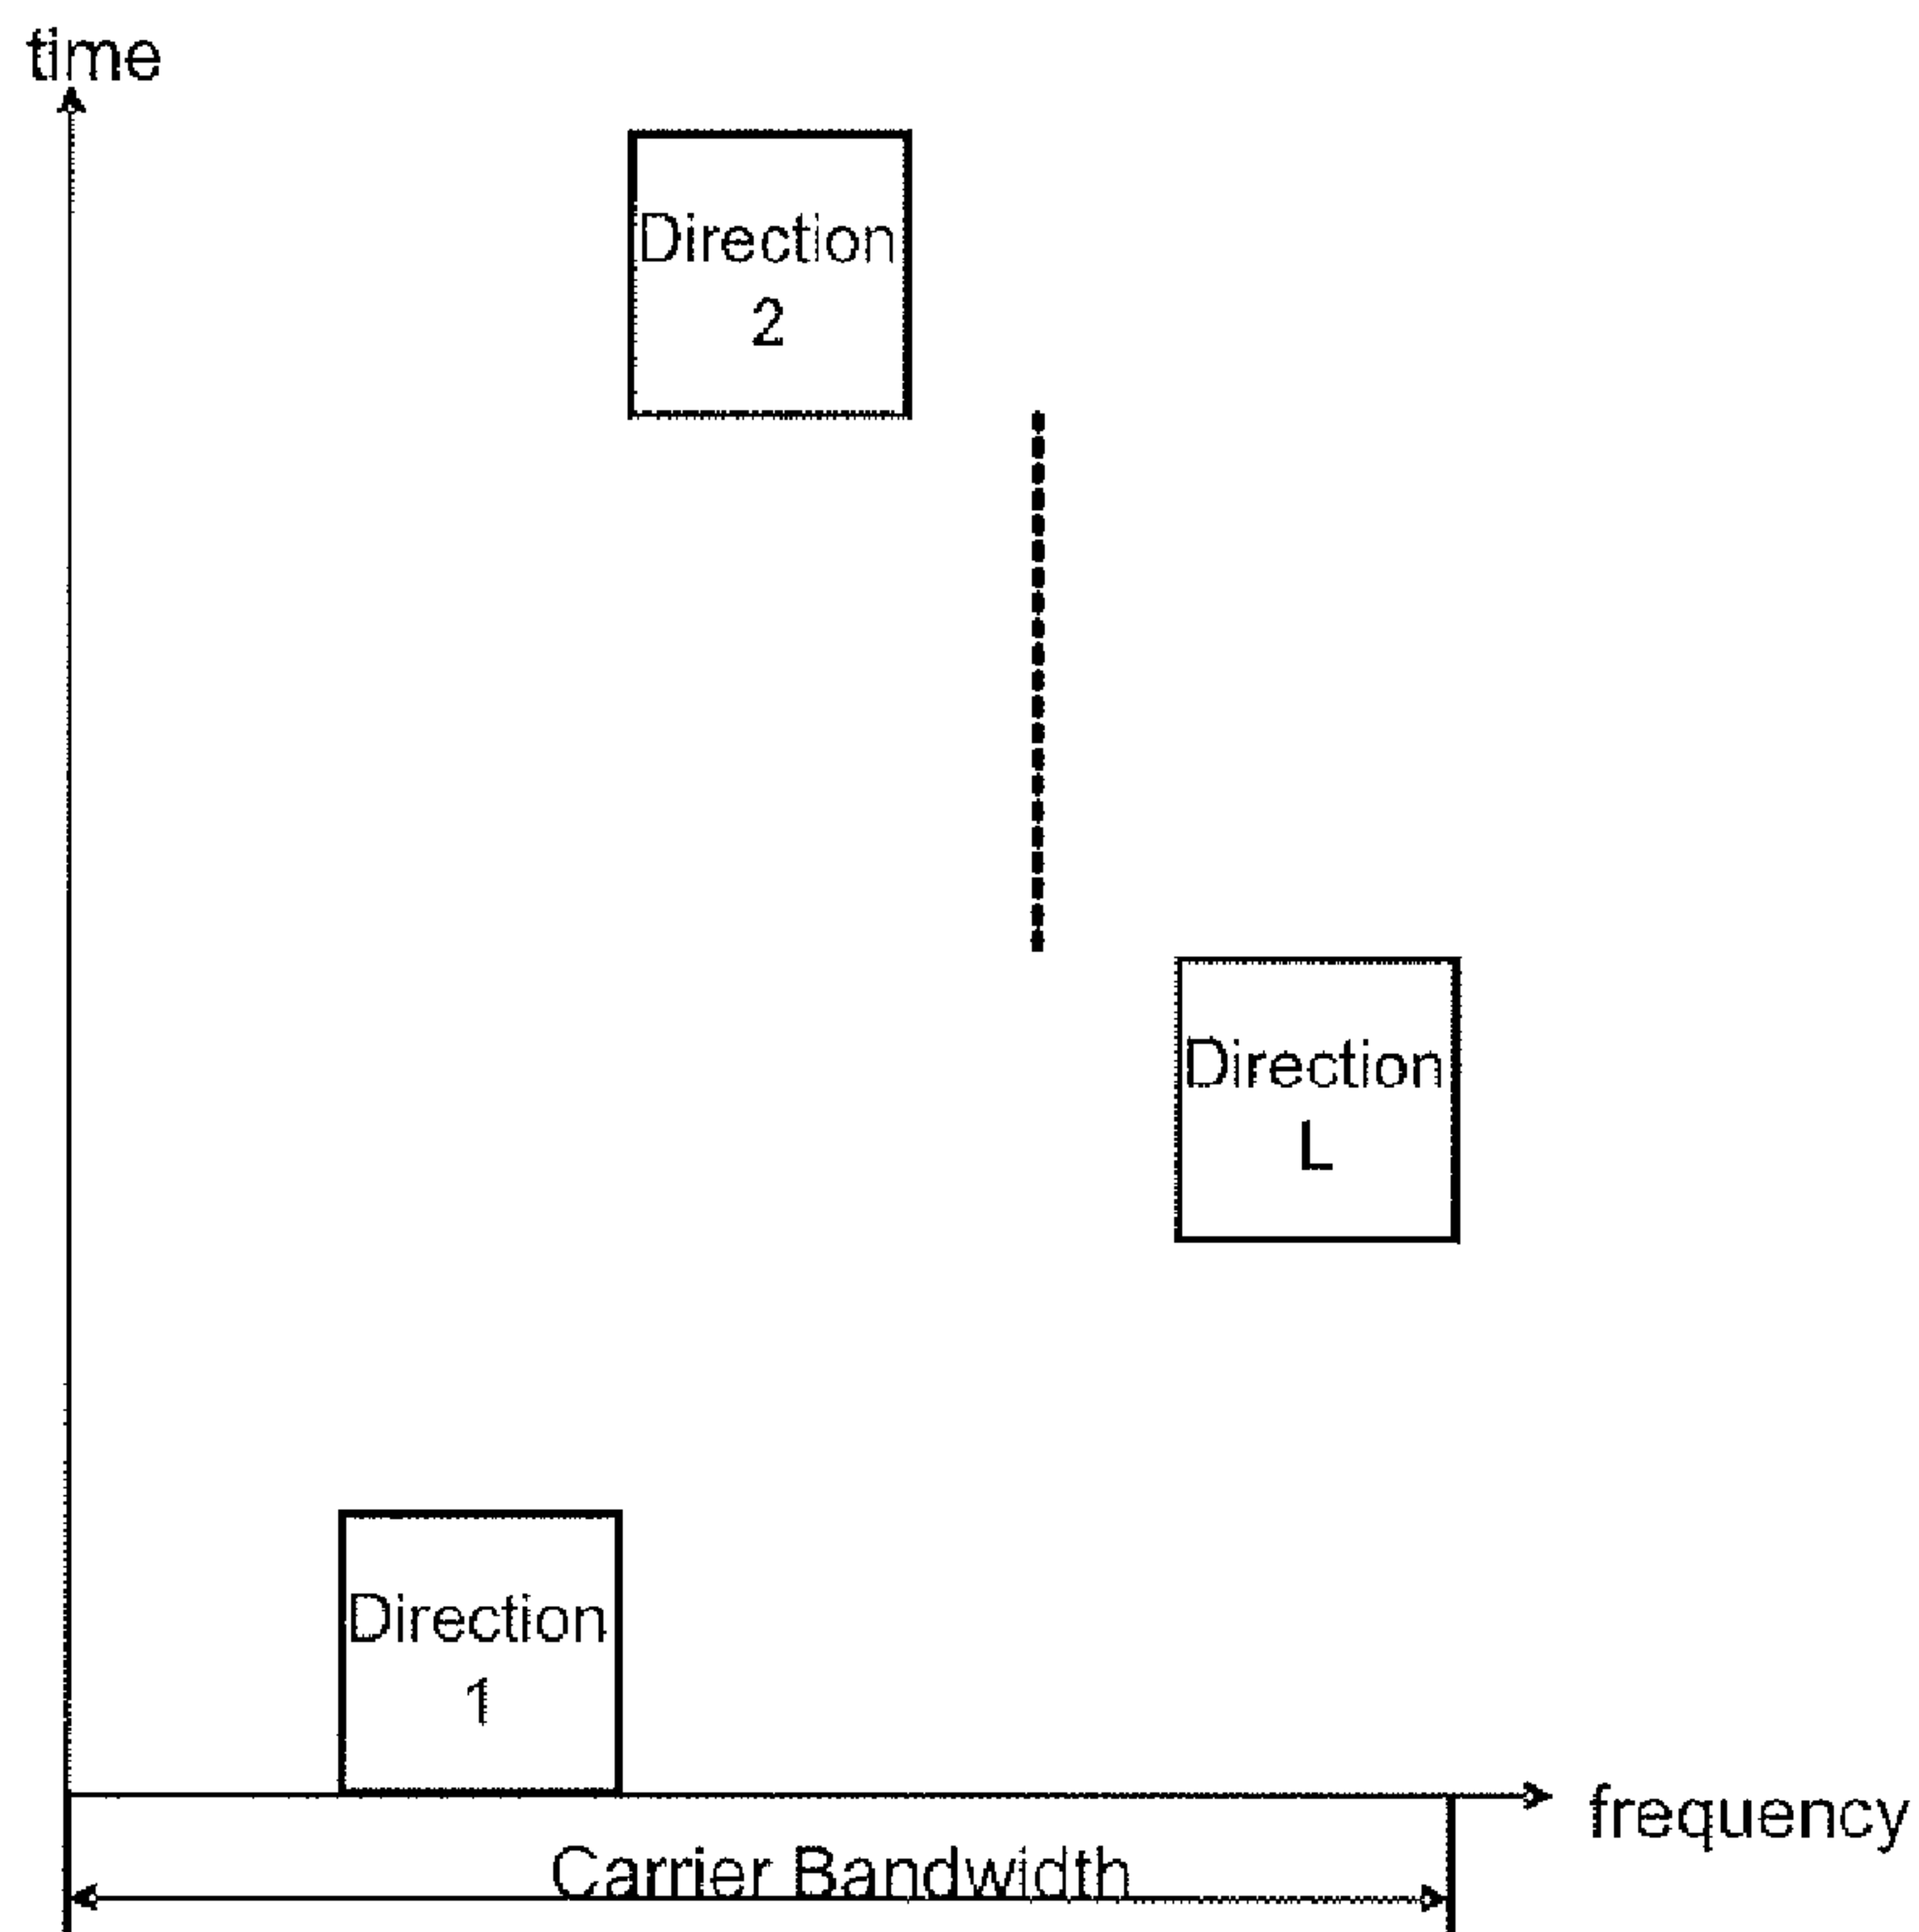 time
Direction
2
Direction
L
Direction
1
frequency
Carrier Bandwidth